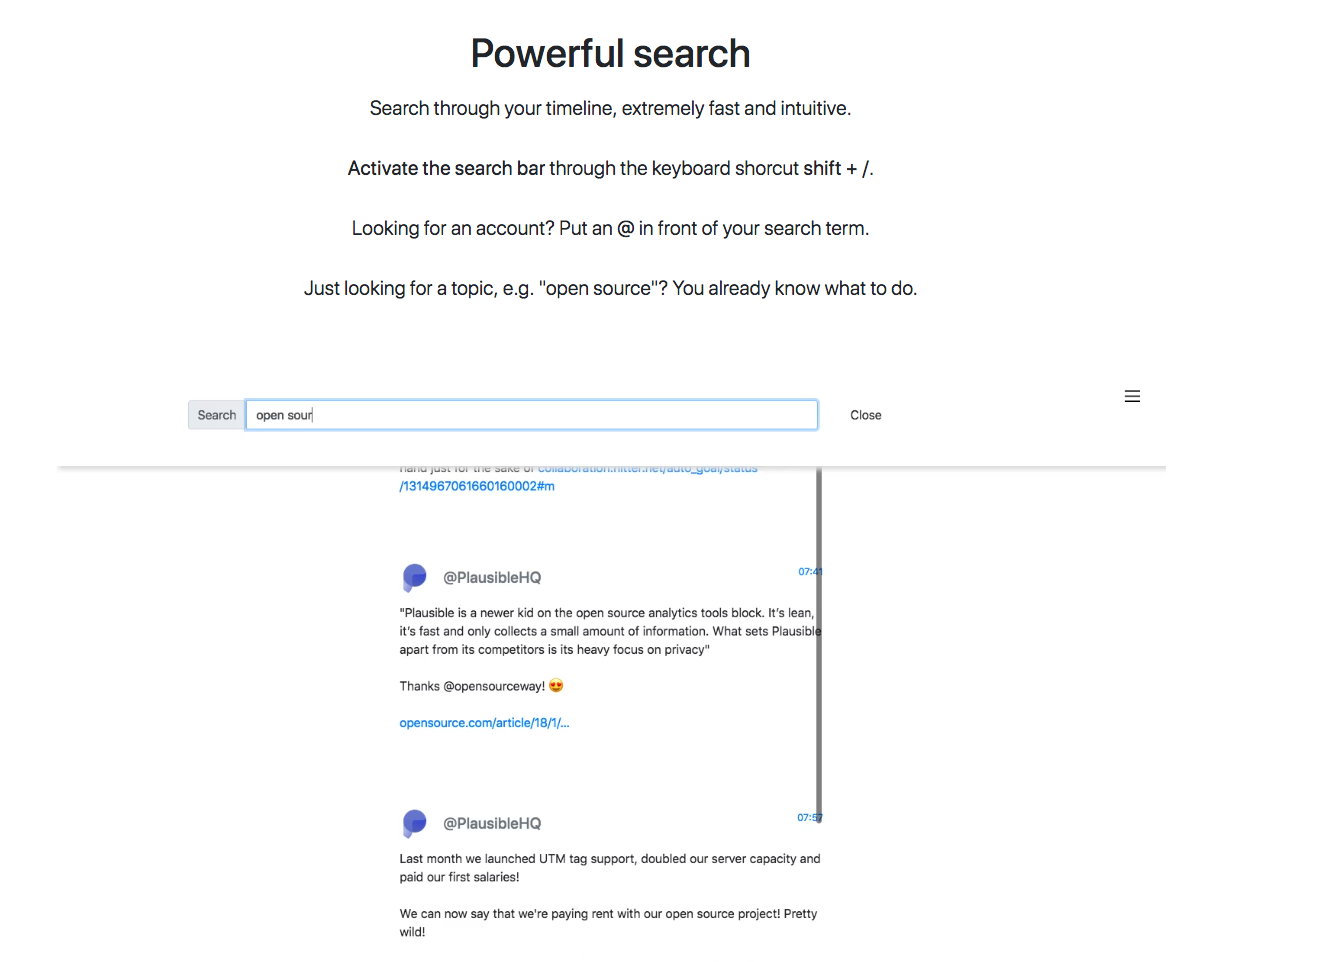 Powerful search
Search through your timeline, extremely fast and intuitive.
Activate the search bar through the keyboard shorcut shift + /.
Looking for an account? Put an @ in front of your search term.
Just looking for a topic, e.g. "open source"? You already know what to do.
Search open sour Close
hand just for the sake of collaboration.nitter.net/auto_goal/status
/1314967061660160002#m
@PlausibleHQ 07:41
"Plausible is a newer kid on the open source analytics tools block. It's lean,
it's fast and only collects a small amount of information. What sets Plausible
apart from its competitors is its heavy focus on privacy"
Thanks @opensourceway! 😍
opensource.com/article/18/1/...
@PlausibleHQ 07:57
Last month we launched UTM tag support, doubled our server capacity and
paid our first salaries!
We can now say that we're paying rent with our open source project! Pretty
wild!